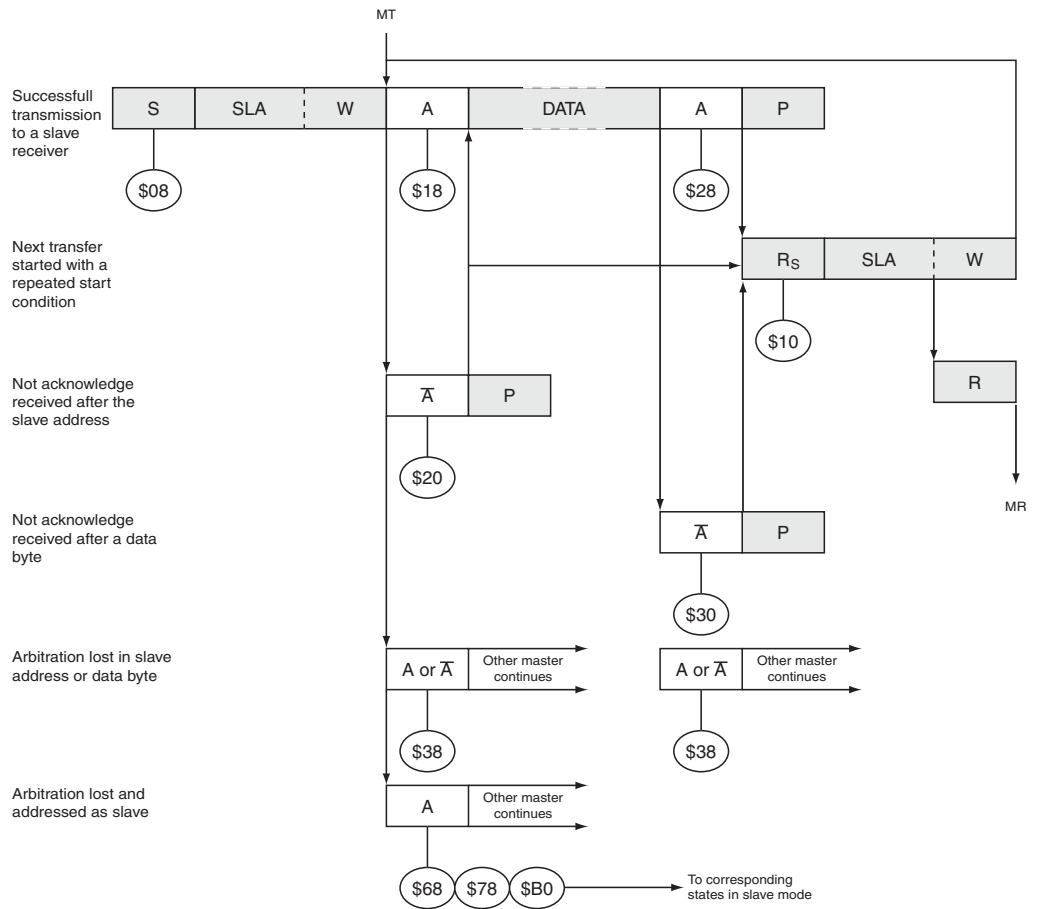 MT
Successfull
transmission
to a slave
receiver
S SLA W A DATA A P
$08 $18 $28
Next transfer
started with a
repeated start
condition
RS SLA W
$10
Not acknowledge
received after the
slave address
A̅ P
R
$20
MR
Not acknowledge
received after a data
byte
A̅ P
$30
Arbitration lost in slave
address or data byte
A or A̅ Other master
continues
A or A̅ Other master
continues
$38 $38
Arbitration lost and
addressed as slave
A Other master
continues
$68 $78 $B0
To corresponding
states in slave mode